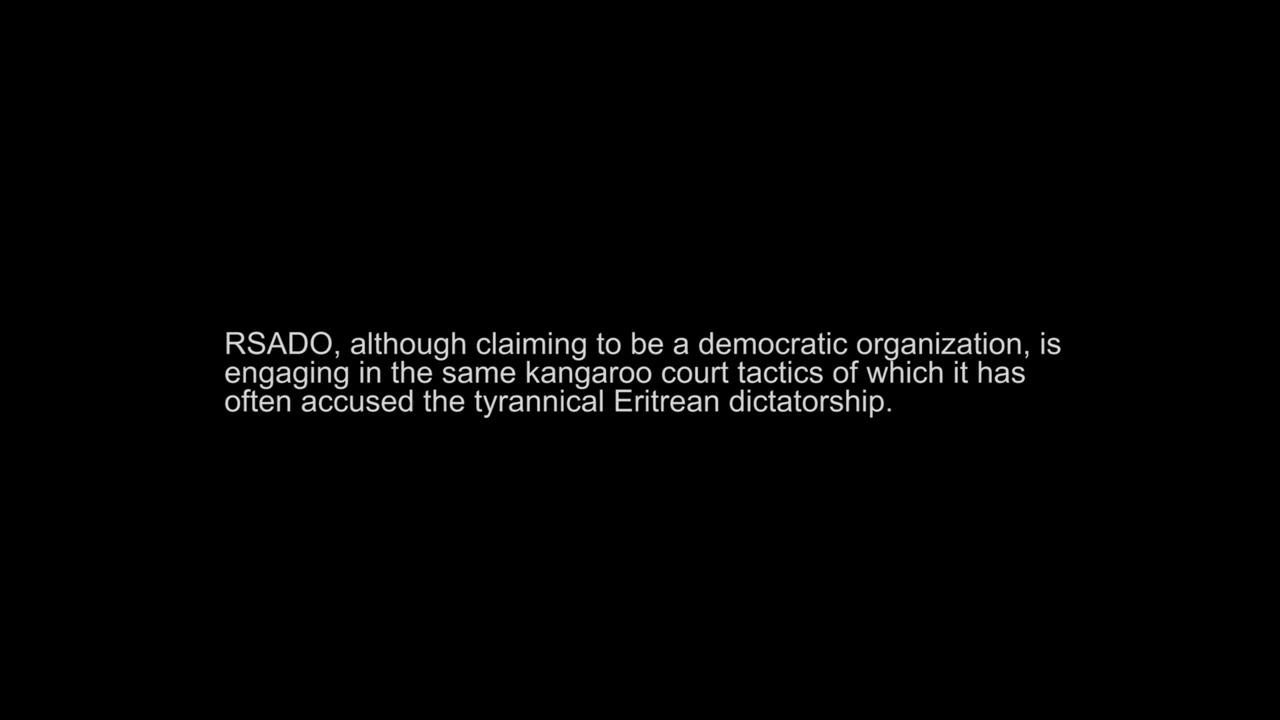 RSADO, although claiming to be a democratic organization, is
engaging in the same kangaroo court tactics of which it has
often accused the tyrannical Eritrean dictatorship.